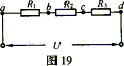 a R₁ b R₂ c R₃ d
U
图 19